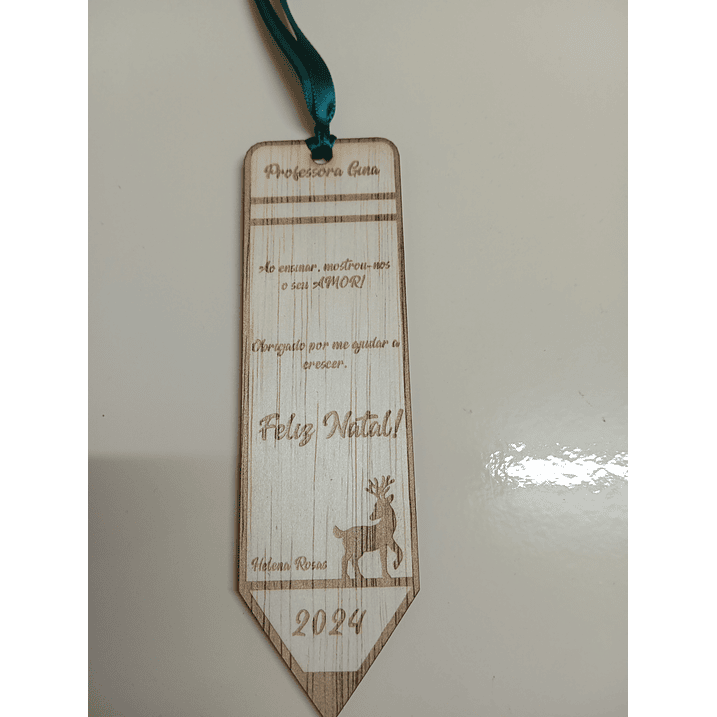 Professora Gina
Ao ensinar, mostrou-nos
o seu AMOR!
Obrigado por me ajudar a
crescer.
Feliz Natal!
Helena Rosas
2024